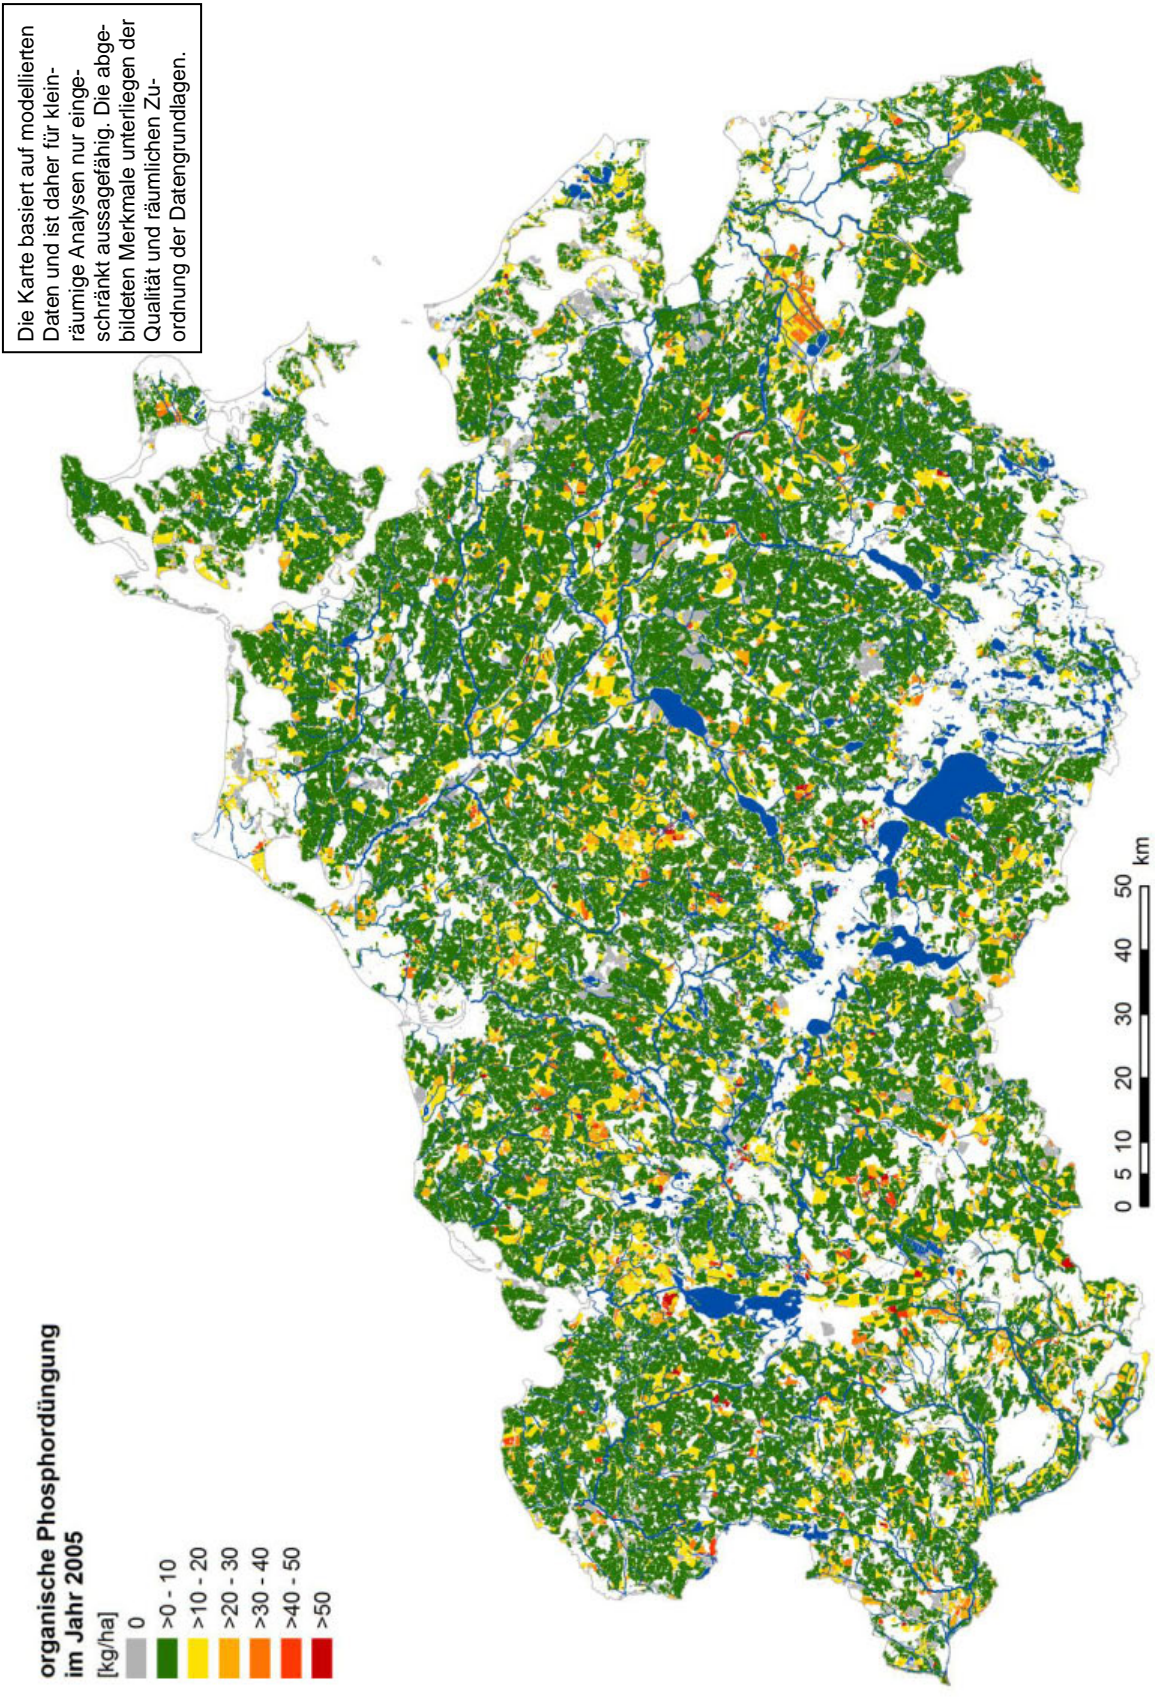 Die Karte basiert auf modellierten
Daten und ist daher für klein-
räumige Analysen nur einge-
schränkt aussagefähig. Die abge-
bildeten Merkmale unterliegen der
Qualität und räumlichen Zu-
ordnung der Datengrundlagen.
organische Phosphordüngung
im Jahr 2005
[kg/ha]
0
>0 - 10
>10 - 20
>20 - 30
>30 - 40
>40 - 50
>50
0 5 10 20 30 40 50 km